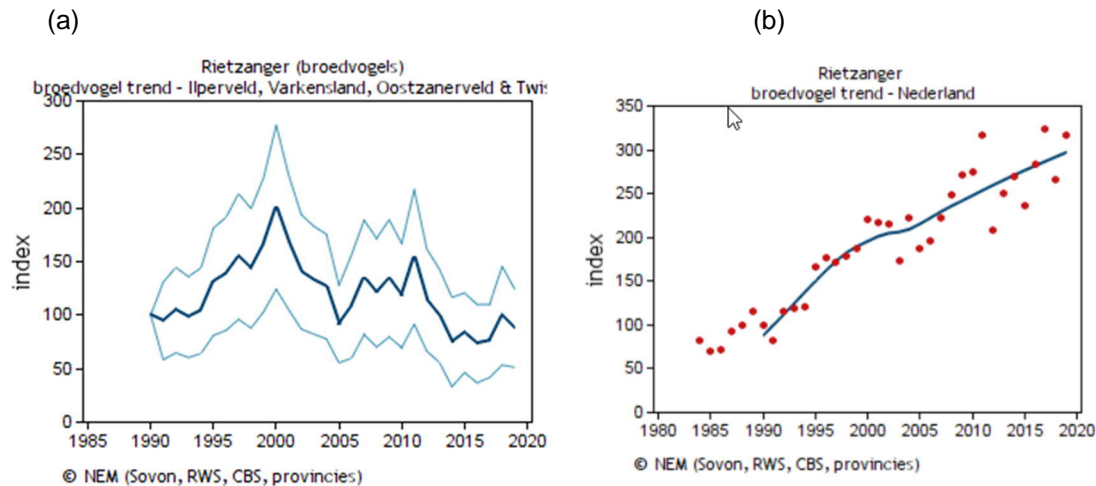 (a)
(b)
Rietzanger (broedvogels)
broedvogel trend - Ilperveld, Varkensland, Oostzanerveld & Twis
index
300
250
200
150
100
50
0
1985 1990 1995 2000 2005 2010 2015 2020
© NEM (Sovon, RWS, CBS, provincies)
Rietzanger
broedvogel trend - Nederland
index
350
300
250
200
150
100
50
0
1980 1985 1990 1995 2000 2005 2010 2015 2020
© NEM (Sovon, RWS, CBS, provincies)